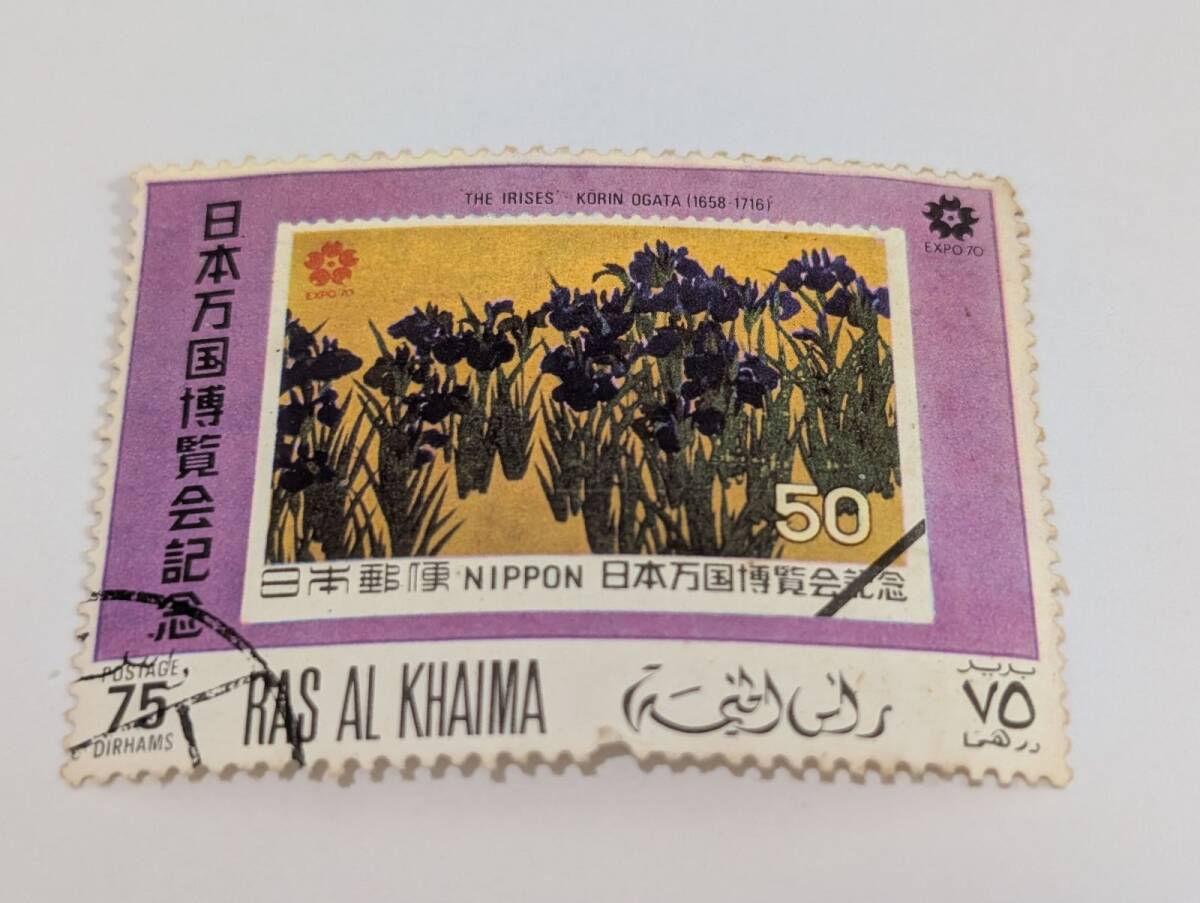 'THE IRISES' - KŌRIN OGATA (1658-1716)
EXPO'70
日本万国博覧会記念
EXPO'70
50
日本郵便 NIPPON 日本万国博覧会記念
POSTAGE
75
DIRHAMS
RAS AL KHAIMA
رأس الخيمة
بريد
٧٥
درهما